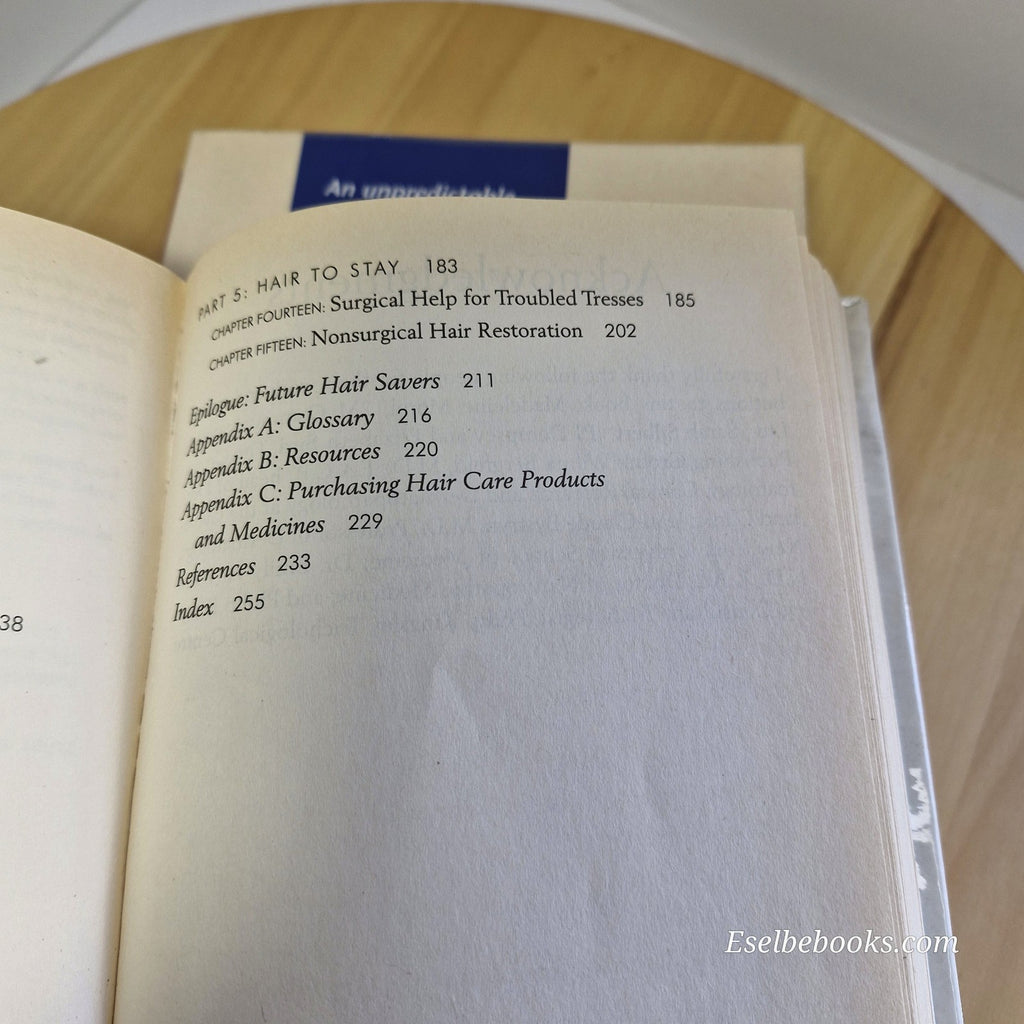 An unpredictable
PART 5: HAIR TO STAY 183
CHAPTER FOURTEEN: Surgical Help for Troubled Tresses 185
CHAPTER FIFTEEN: Nonsurgical Hair Restoration 202
Epilogue: Future Hair Savers 211
Appendix A: Glossary 216
Appendix B: Resources 220
Appendix C: Purchasing Hair Care Products
and Medicines 229
References 233
Index 255
38
Eselbebooks.com